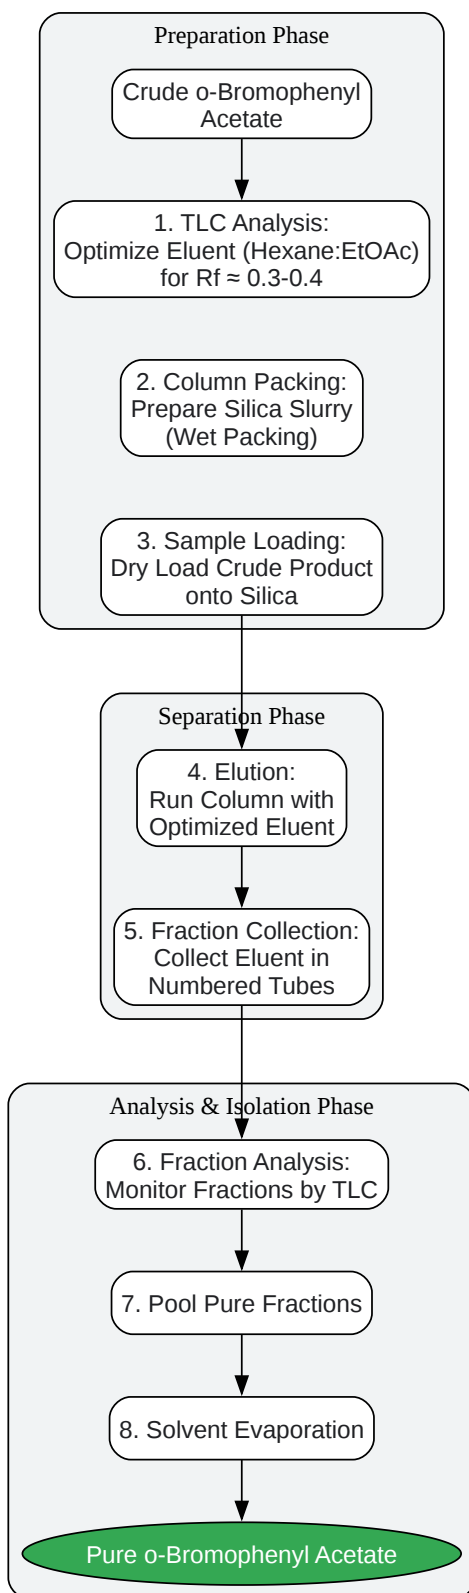 Preparation Phase
Crude o-Bromophenyl
Acetate
1. TLC Analysis:
Optimize Eluent (Hexane:EtOAc)
for Rf ≈ 0.3-0.4
2. Column Packing:
Prepare Silica Slurry
(Wet Packing)
3. Sample Loading:
Dry Load Crude Product
onto Silica
Separation Phase
4. Elution:
Run Column with
Optimized Eluent
5. Fraction Collection:
Collect Eluent in
Numbered Tubes
Analysis & Isolation Phase
6. Fraction Analysis:
Monitor Fractions by TLC
7. Pool Pure Fractions
8. Solvent Evaporation
Pure o-Bromophenyl Acetate